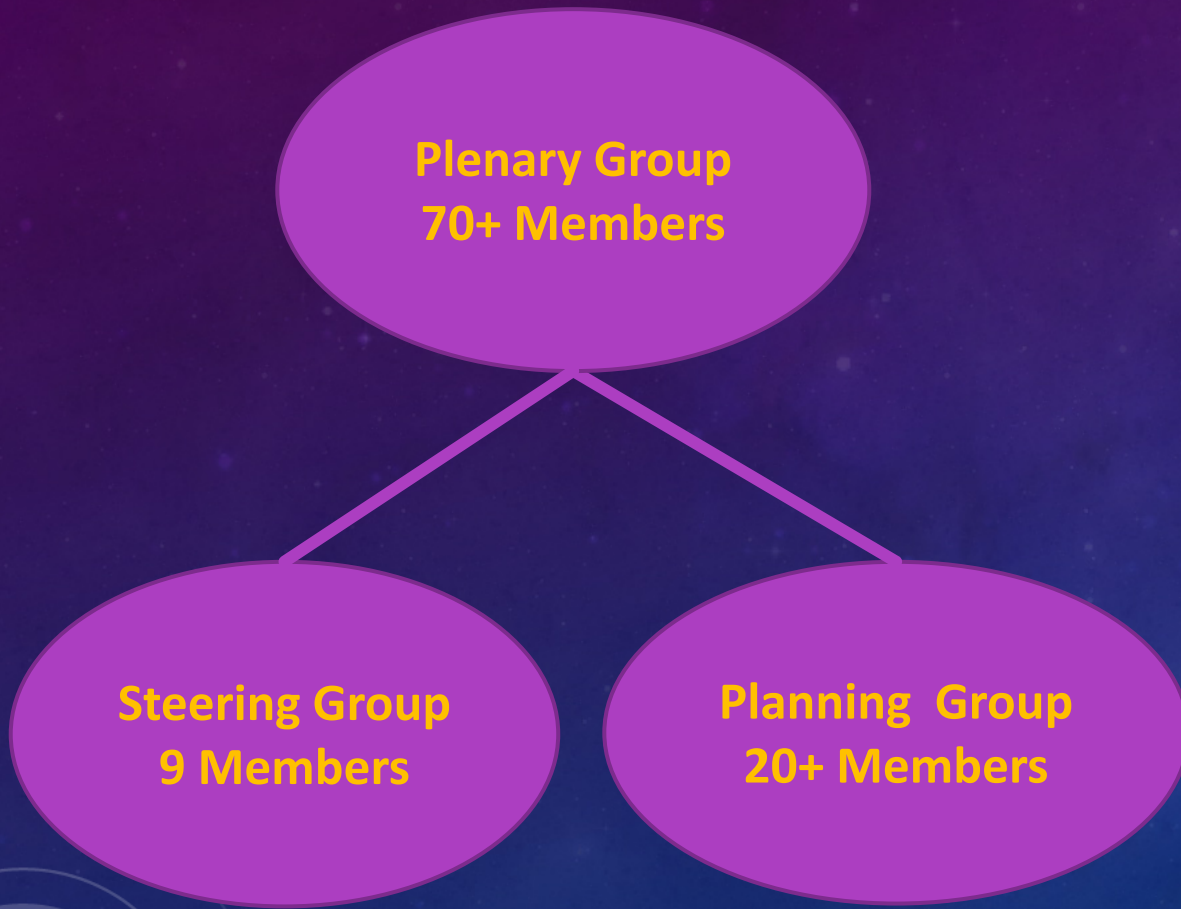 Plenary Group
70+ Members
Steering Group
9 Members
Planning  Group
20+ Members